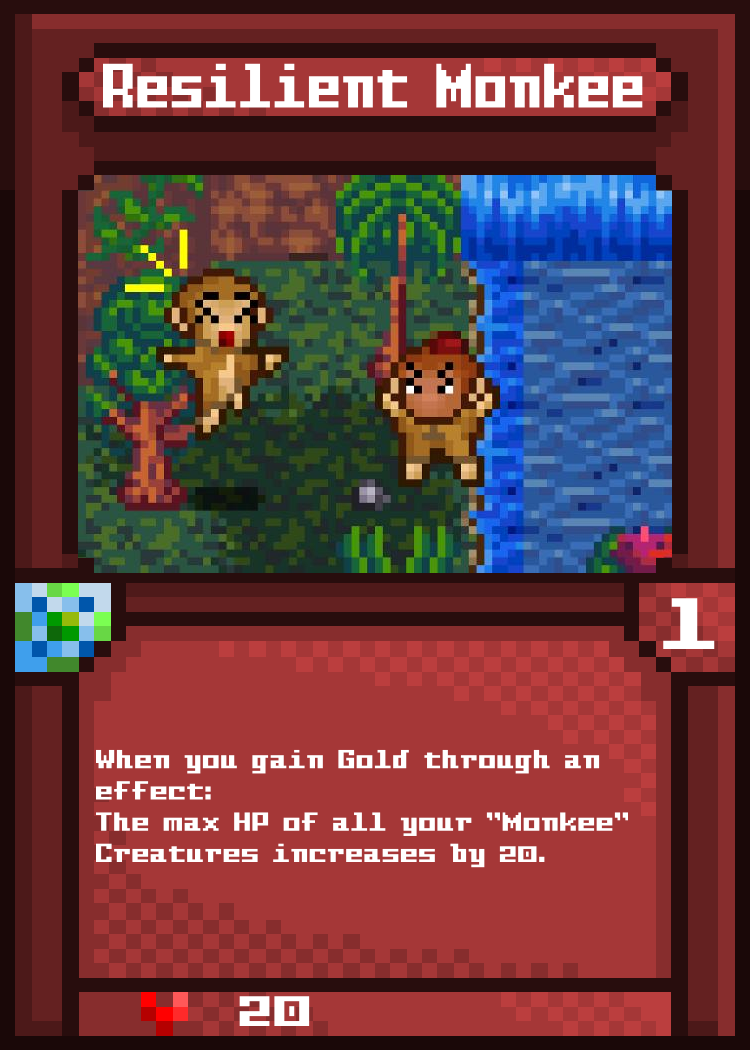 Resilient Monkee
1
When you gain Gold through an
effect:
The max HP of all your "Monkee"
Creatures increases by 20.
20